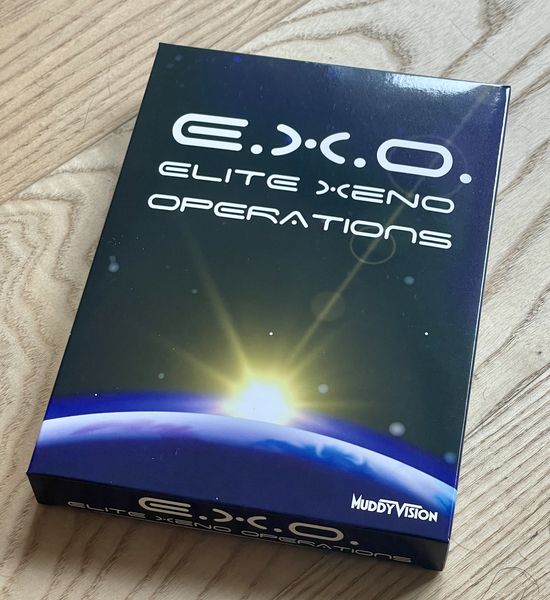 E.X.O.
ELITE XENO
OPERATIONS
MUDDYVISION
E.X.O.
ELITE XENO OPERATIONS